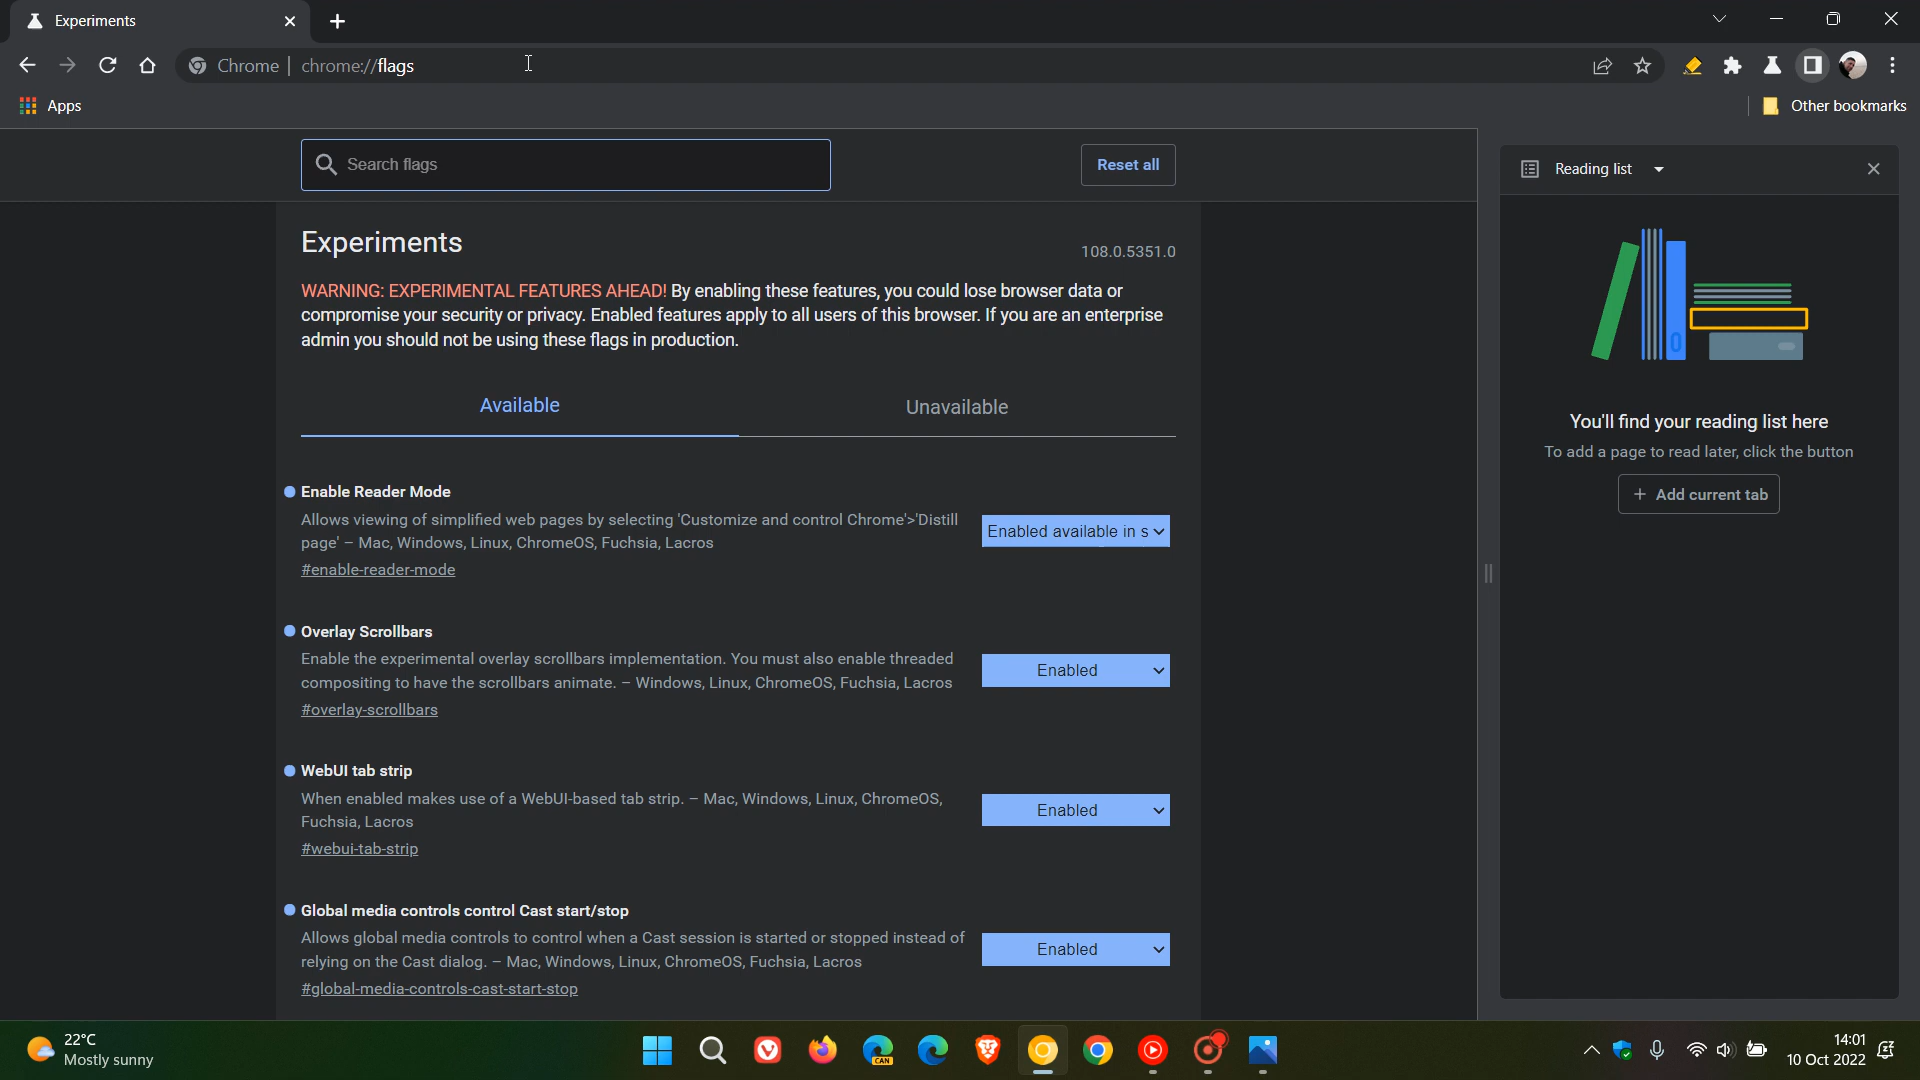 Experiments
Chrome
chrome://flags
Apps
Other bookmarks
Search flags
Reset all
Reading list
Experiments
108.0.5351.0
WARNING: EXPERIMENTAL FEATURES AHEAD! By enabling these features, you could lose browser data or
compromise your security or privacy. Enabled features apply to all users of this browser. If you are an enterprise
admin you should not be using these flags in production.
Available
Unavailable
You'll find your reading list here
To add a page to read later, click the button
Add current tab
Enable Reader Mode
Allows viewing of simplified web pages by selecting 'Customize and control Chrome'>'Distill
page' – Mac, Windows, Linux, ChromeOS, Fuchsia, Lacros
#enable-reader-mode
Enabled available in s
Overlay Scrollbars
Enable the experimental overlay scrollbars implementation. You must also enable threaded
compositing to have the scrollbars animate. – Windows, Linux, ChromeOS, Fuchsia, Lacros
#overlay-scrollbars
Enabled
WebUI tab strip
When enabled makes use of a WebUI-based tab strip. – Mac, Windows, Linux, ChromeOS,
Fuchsia, Lacros
#webui-tab-strip
Enabled
Global media controls control Cast start/stop
Allows global media controls to control when a Cast session is started or stopped instead of
relying on the Cast dialog. – Mac, Windows, Linux, ChromeOS, Fuchsia, Lacros
#global-media-controls-cast-start-stop
Enabled
22°C
Mostly sunny
CAN
14:01
10 Oct 2022